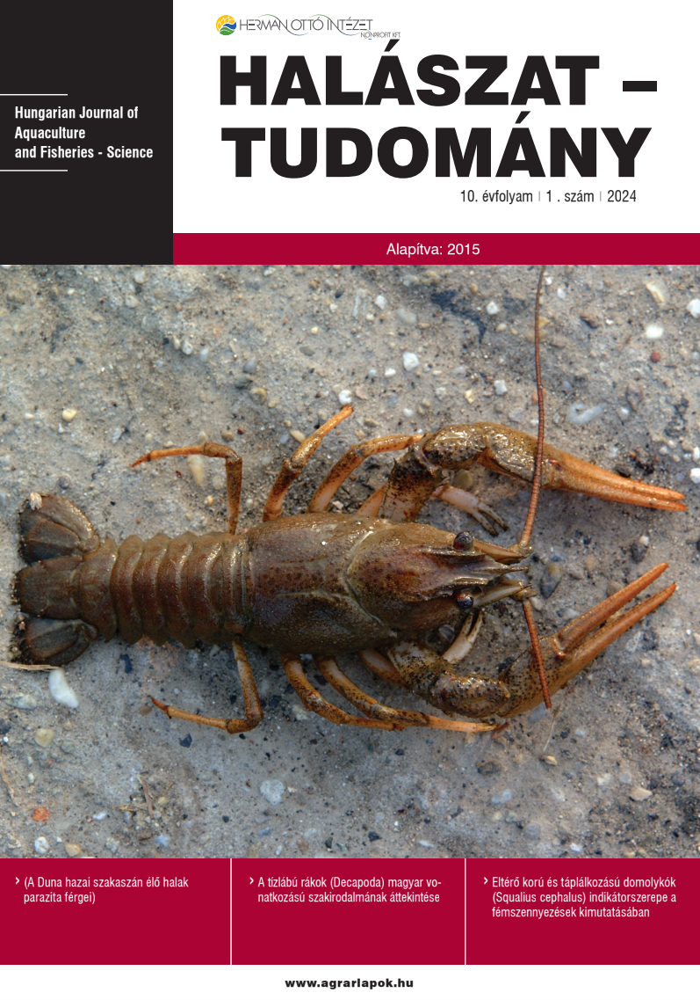 HERMAN OTTÓ INTÉZET
NONPROFIT KFT.
HALÁSZAT –
TUDOMÁNY
Hungarian Journal of
Aquaculture
and Fisheries - Science
10. évfolyam | 1 . szám | 2024
Alapítva: 2015
› (A Duna hazai szakaszán élő halak
parazita férgei)
› A tízlábú rákok (Decapoda) magyar vo-
natkozású szakirodalmának áttekintése
› Eltérő korú és táplálkozású domolykók
(Squalius cephalus) indikátorszerepe a
fémszennyezések kimutatásában
www.agrarlapok.hu